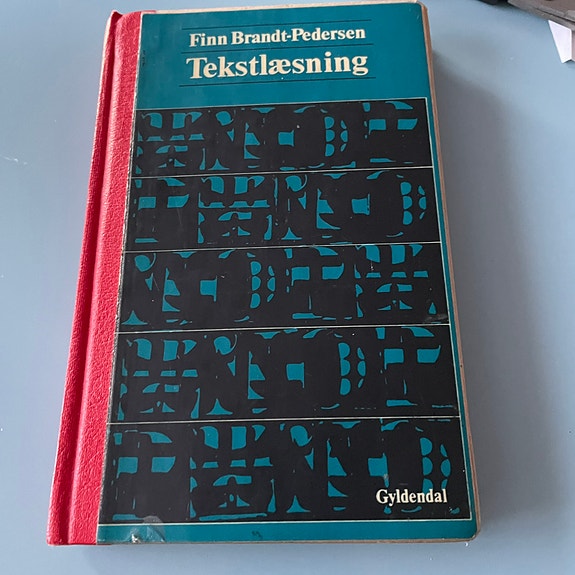 Finn Brandt-Pedersen
Tekstlæsning
Gyldendal